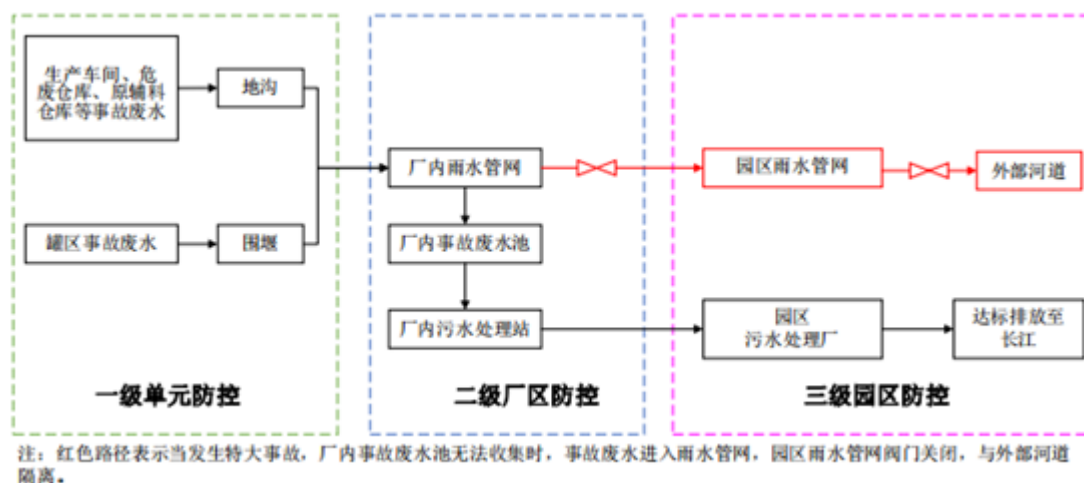 生产车间、危
废仓库、原辅料
仓库等事故废水
地沟
厂内雨水管网
园区雨水管网
外部河道
罐区事故废水
围堰
厂内事故废水池
厂内污水处理站
园区
污水处理厂
达标排放至
长江
一级单元防控
二级厂区防控
三级园区防控
注：红色路径表示当发生特大事故，厂内事故废水池无法收集时，事故废水进入雨水管网，园区雨水管网阀门关闭，与外部河道
隔离。